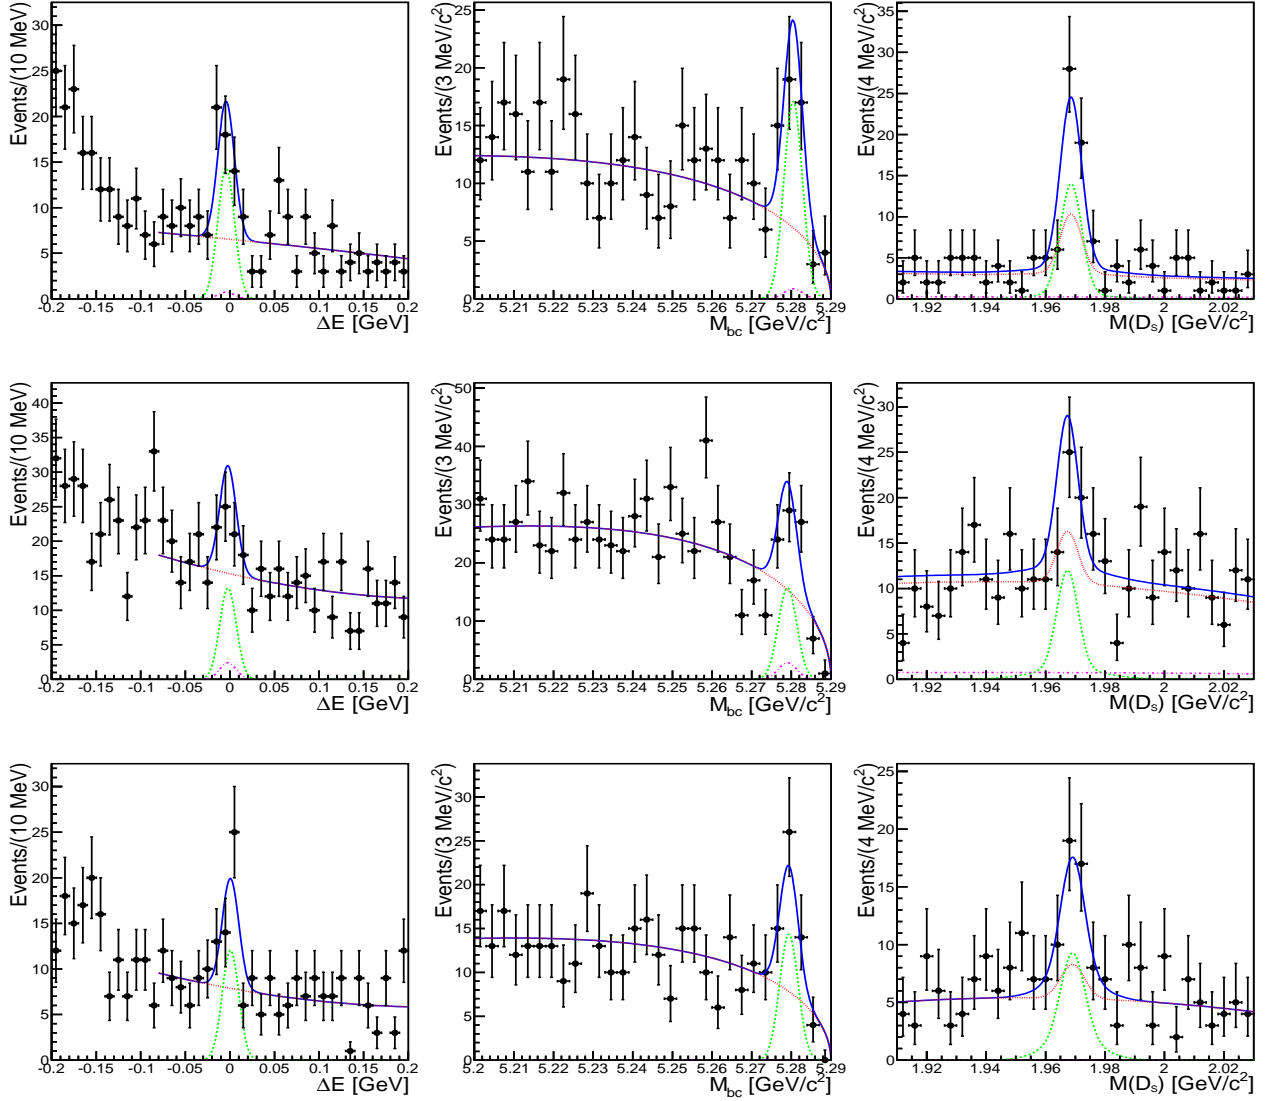 Events/(10 MeV)
30
25
20
15
10
5
0
-0.2 -0.15 -0.1 -0.05 0 0.05 0.1 0.15 0.2
ΔE [GeV]
Events/(3 MeV/c²)
25
20
15
10
5
0
5.2 5.21 5.22 5.23 5.24 5.25 5.26 5.27 5.28 5.29
M_bc [GeV/c²]
Events/(4 MeV/c²)
35
30
25
20
15
10
5
0
1.92 1.94 1.96 1.98 2 2.02
M(D_s) [GeV/c²]
Events/(10 MeV)
40
35
30
25
20
15
10
5
0
-0.2 -0.15 -0.1 -0.05 0 0.05 0.1 0.15 0.2
ΔE [GeV]
Events/(3 MeV/c²)
50
40
30
20
10
0
5.2 5.21 5.22 5.23 5.24 5.25 5.26 5.27 5.28 5.29
M_bc [GeV/c²]
Events/(4 MeV/c²)
30
25
20
15
10
5
0
1.92 1.94 1.96 1.98 2 2.02
M(D_s) [GeV/c²]
Events/(10 MeV)
30
25
20
15
10
5
0
-0.2 -0.15 -0.1 -0.05 0 0.05 0.1 0.15 0.2
ΔE [GeV]
Events/(3 MeV/c²)
30
25
20
15
10
5
0
5.2 5.21 5.22 5.23 5.24 5.25 5.26 5.27 5.28 5.29
M_bc [GeV/c²]
Events/(4 MeV/c²)
25
20
15
10
5
0
1.92 1.94 1.96 1.98 2 2.02
M(D_s) [GeV/c²]